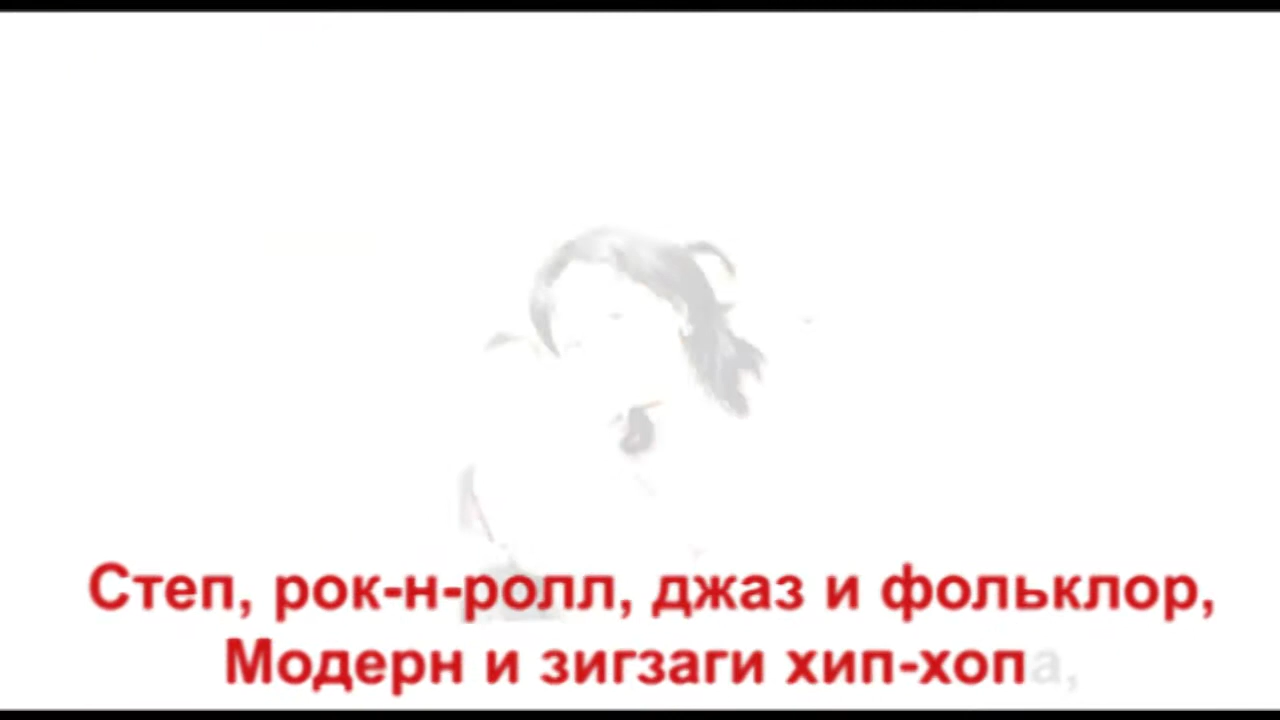 Степ, рок-н-ролл, джаз и фольклор,
Модерн и зигзаги хип-хопа,